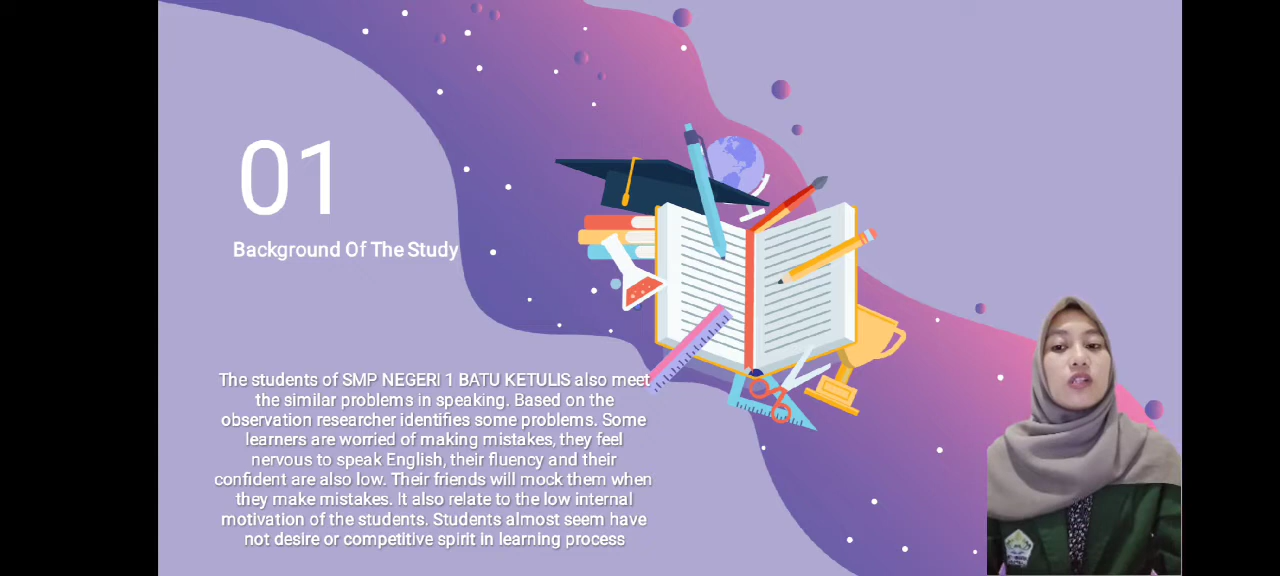 01
Background Of The Study
The students of SMP NEGERI 1 BATU KETULIS also meet
the similar problems in speaking. Based on the
observation researcher identifies some problems. Some
learners are worried of making mistakes, they feel
nervous to speak English, their fluency and their
confident are also low. Their friends will mock them when
they make mistakes. It also relate to the low internal
motivation of the students. Students almost seem have
not desire or competitive spirit in learning process